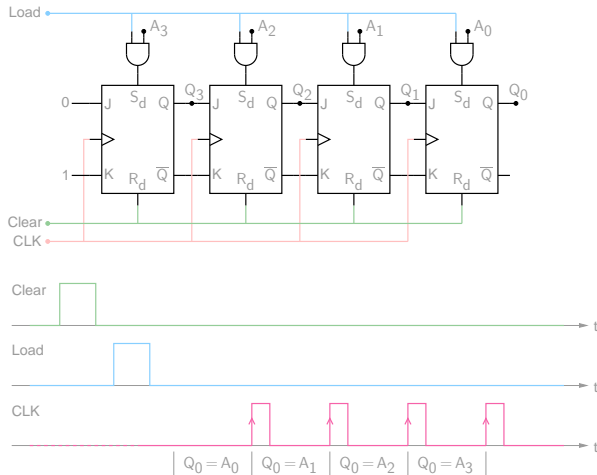 Load
A3 A2 A1 A0
Sd Sd Sd Sd
0 J Q Q3 J Q Q2 J Q Q1 J Q Q0
1 K Q̅ K Q̅ K Q̅ K Q̅
Rd Rd Rd Rd
Clear
CLK
Clear
t
Load
t
CLK
t
Q0 = A0 Q0 = A1 Q0 = A2 Q0 = A3